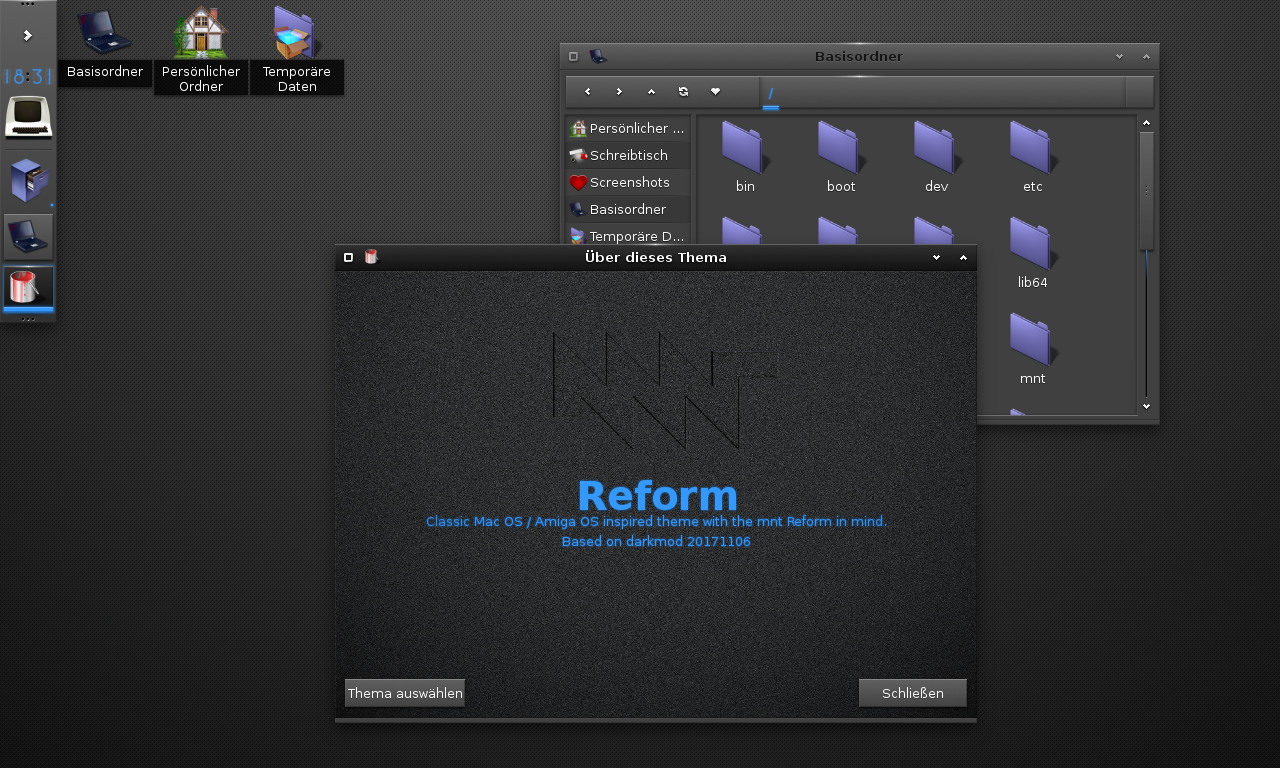 18:31
Basisordner
Persönlicher
Ordner
Temporäre
Daten
Basisordner
/
Persönlicher ...
Schreibtisch
Screenshots
Basisordner
Temporäre D...
bin
boot
dev
etc
lib64
mnt
Über dieses Thema
Reform
Classic Mac OS / Amiga OS inspired theme with the mnt Reform in mind.
Based on darkmod 20171106
Thema auswählen
Schließen